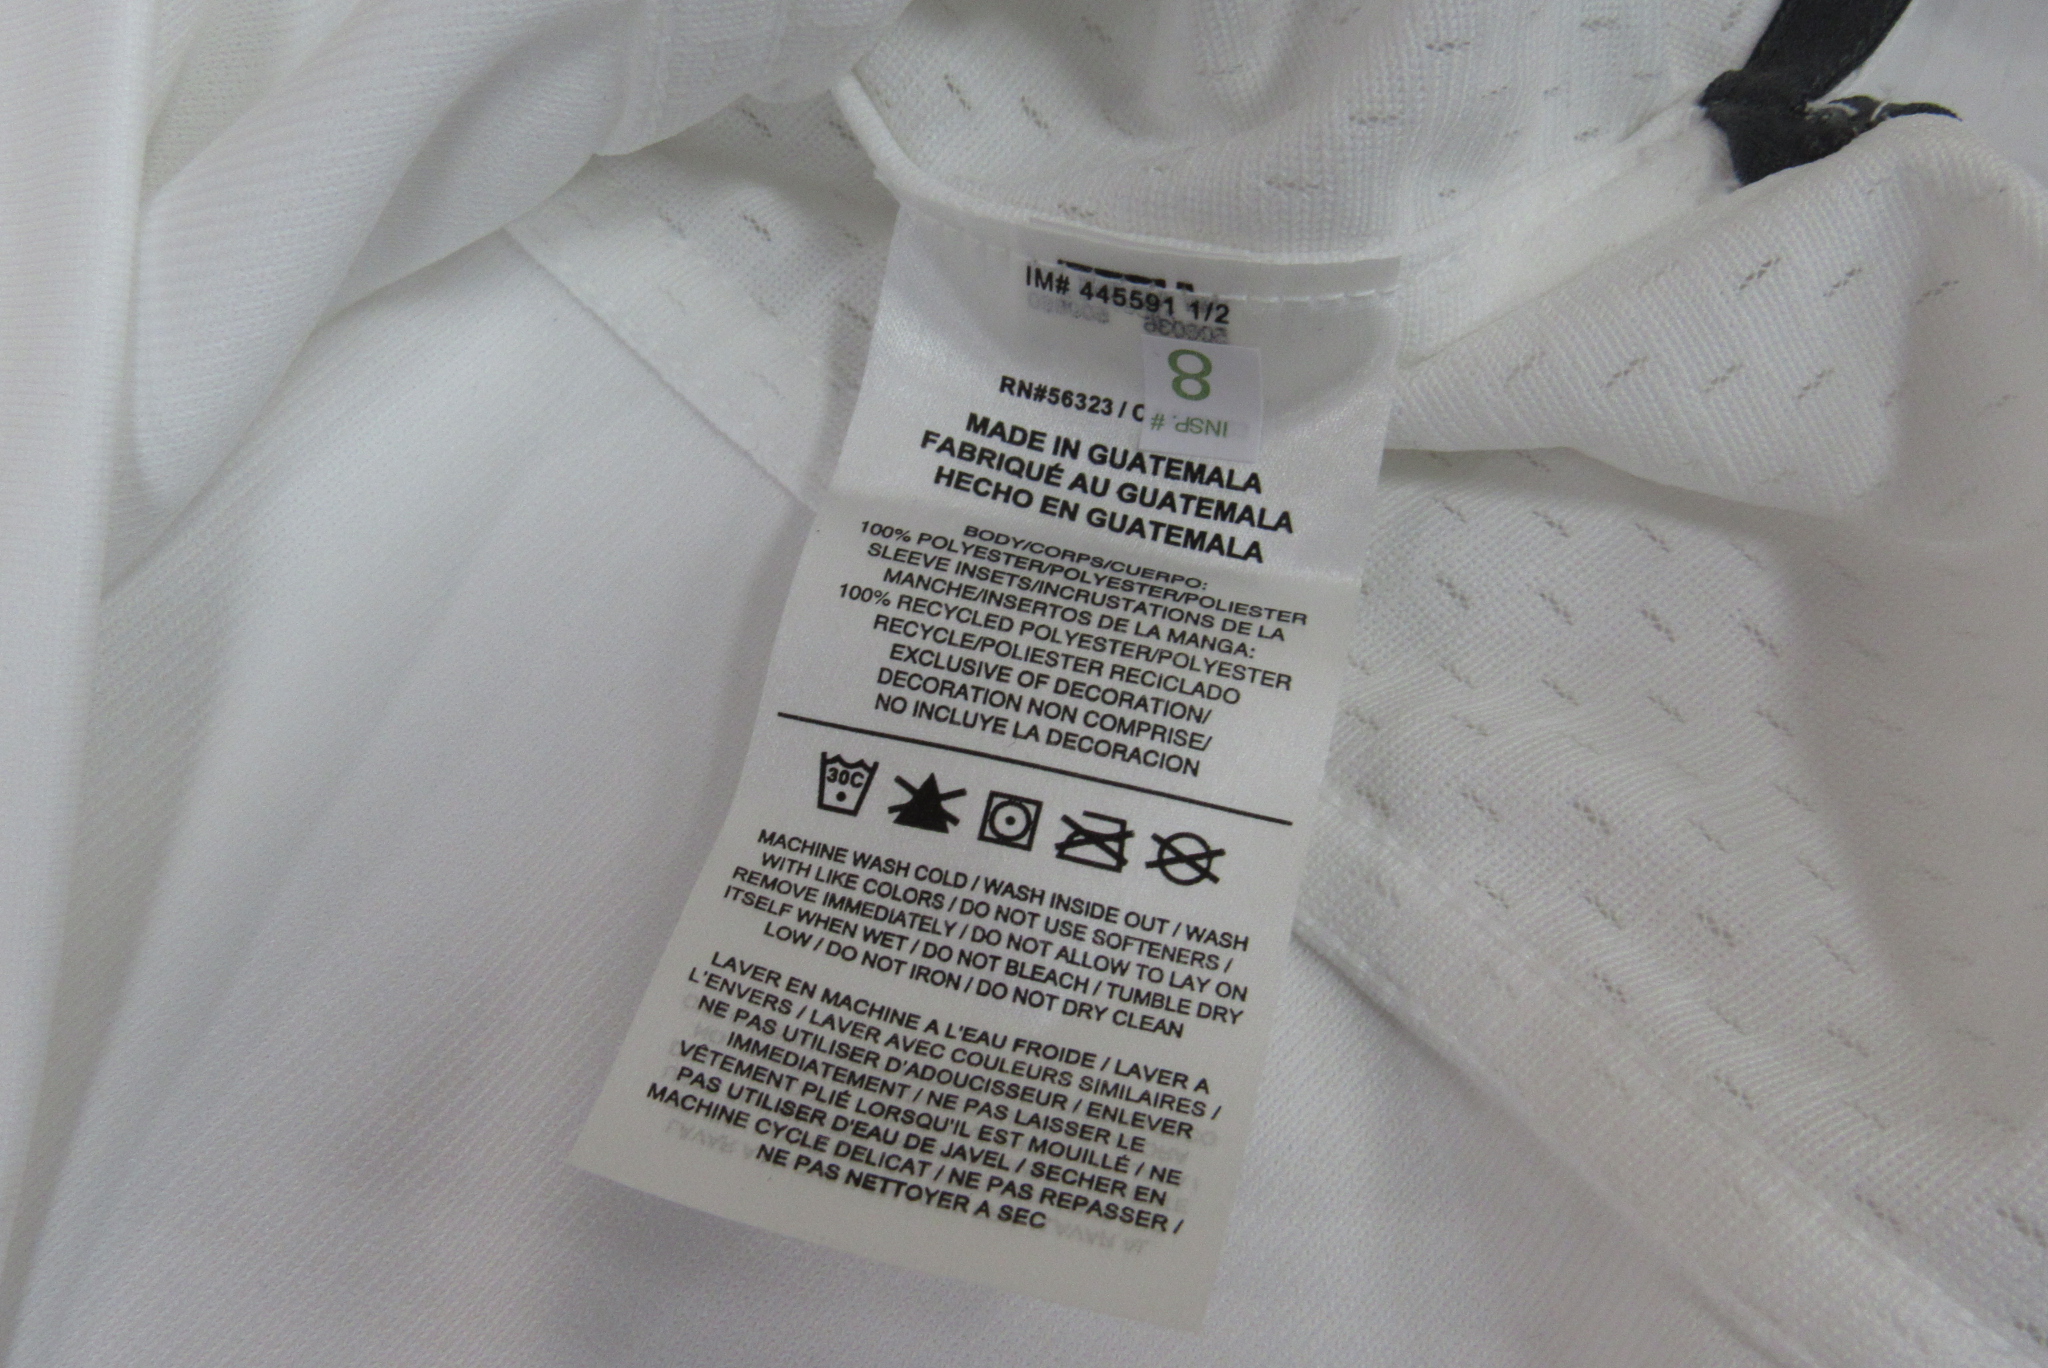 IM# 445591 1/2
8
INSP. #
RN#56323 / C
MADE IN GUATEMALA
FABRIQUÉ AU GUATEMALA
HECHO EN GUATEMALA
BODY/CORPS/CUERPO:
100% POLYESTER/POLYESTER/POLIESTER
SLEEVE INSETS/INCRUSTATIONS DE LA
MANCHE/INSERTOS DE LA MANGA:
100% RECYCLED POLYESTER/POLYESTER
RECYCLE/POLIESTER RECICLADO
EXCLUSIVE OF DECORATION/
DECORATION NON COMPRISE/
NO INCLUYE LA DECORACION
30C
MACHINE WASH COLD / WASH INSIDE OUT / WASH
WITH LIKE COLORS / DO NOT USE SOFTENERS /
REMOVE IMMEDIATELY / DO NOT ALLOW TO LAY ON
ITSELF WHEN WET / DO NOT BLEACH / TUMBLE DRY
LOW / DO NOT IRON / DO NOT DRY CLEAN
LAVER EN MACHINE A L'EAU FROIDE / LAVER A
L'ENVERS / LAVER AVEC COULEURS SIMILAIRES /
NE PAS UTILISER D'ADOUCISSEUR / ENLEVER
IMMEDIATEMENT / NE PAS LAISSER LE
VÊTEMENT PLIÉ LORSQU'IL EST MOUILLÉ / NE
PAS UTILISER D'EAU DE JAVEL / SECHER EN
MACHINE CYCLE DELICAT / NE PAS REPASSER /
NE PAS NETTOYER A SEC